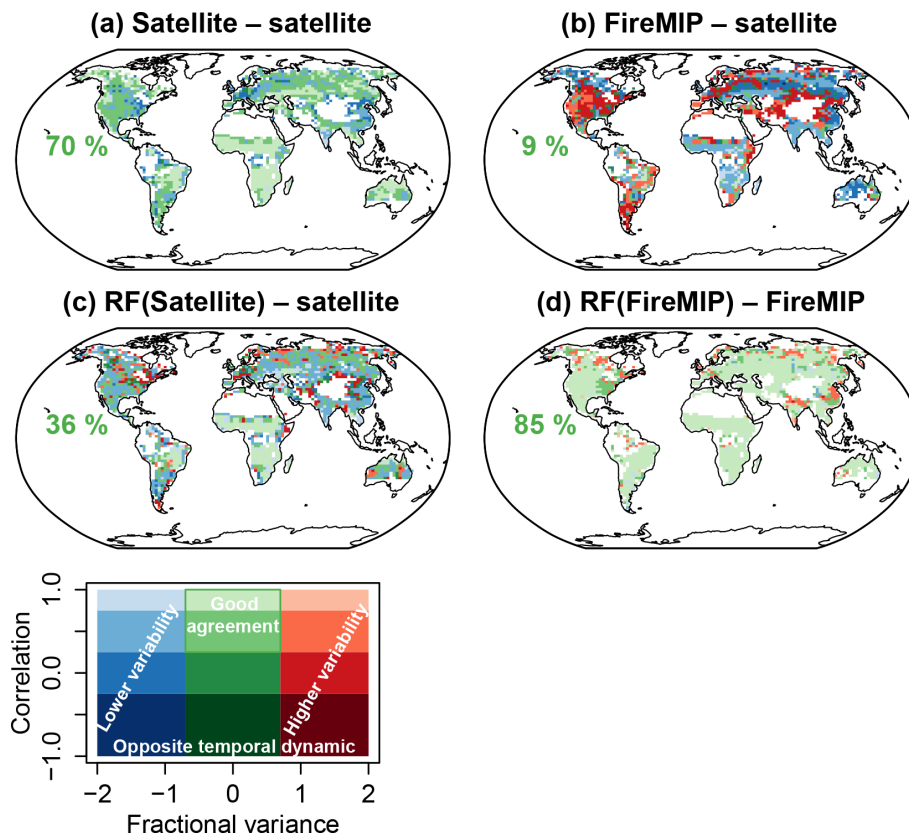 (a) Satellite – satellite
(b) FireMIP – satellite
70 %
9 %
(c) RF(Satellite) – satellite
(d) RF(FireMIP) – FireMIP
36 %
85 %
Correlation
1.0
0.0
−1.0
Good
agreement
Lower variability
Higher variability
Opposite temporal dynamic
−2
−1
0
1
2
Fractional variance